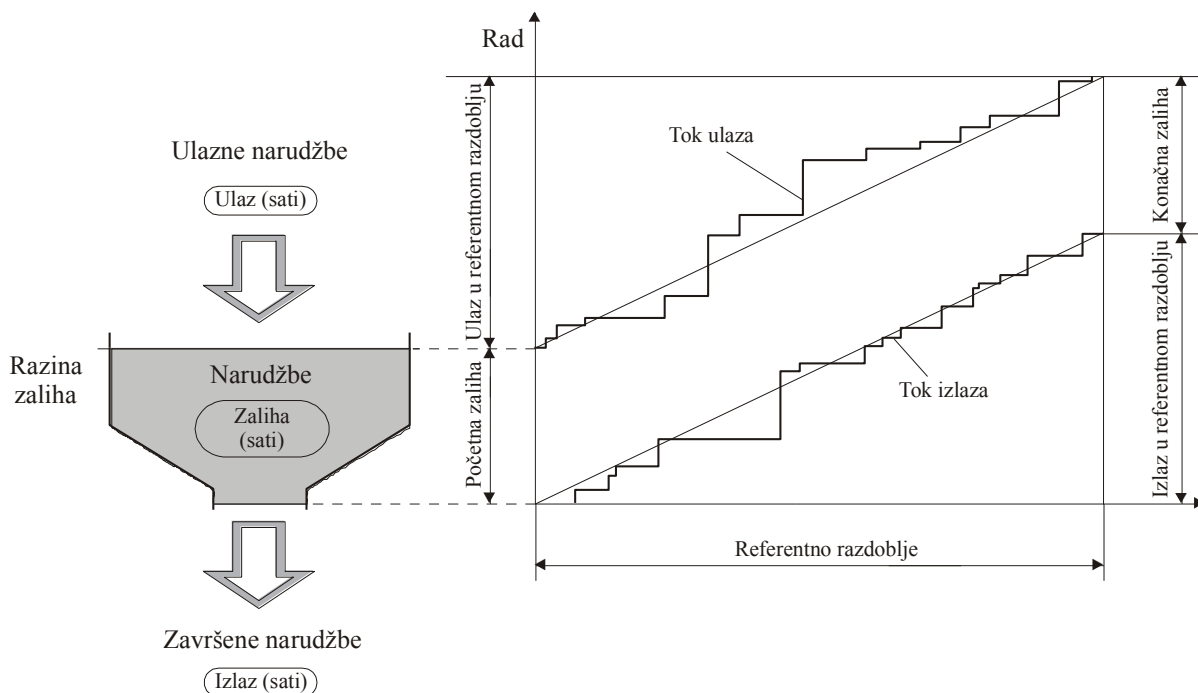 Ulazne narudžbe
Ulaz (sati)
Razina
zaliha
Narudžbe
Zaliha
(sati)
Završene narudžbe
Izlaz (sati)
Rad
Ulaz u referentnom razdoblju
Početna zaliha
Tok ulaza
Tok izlaza
Konačna zaliha
Izlaz u referentnom razdoblju
Referentno razdoblje